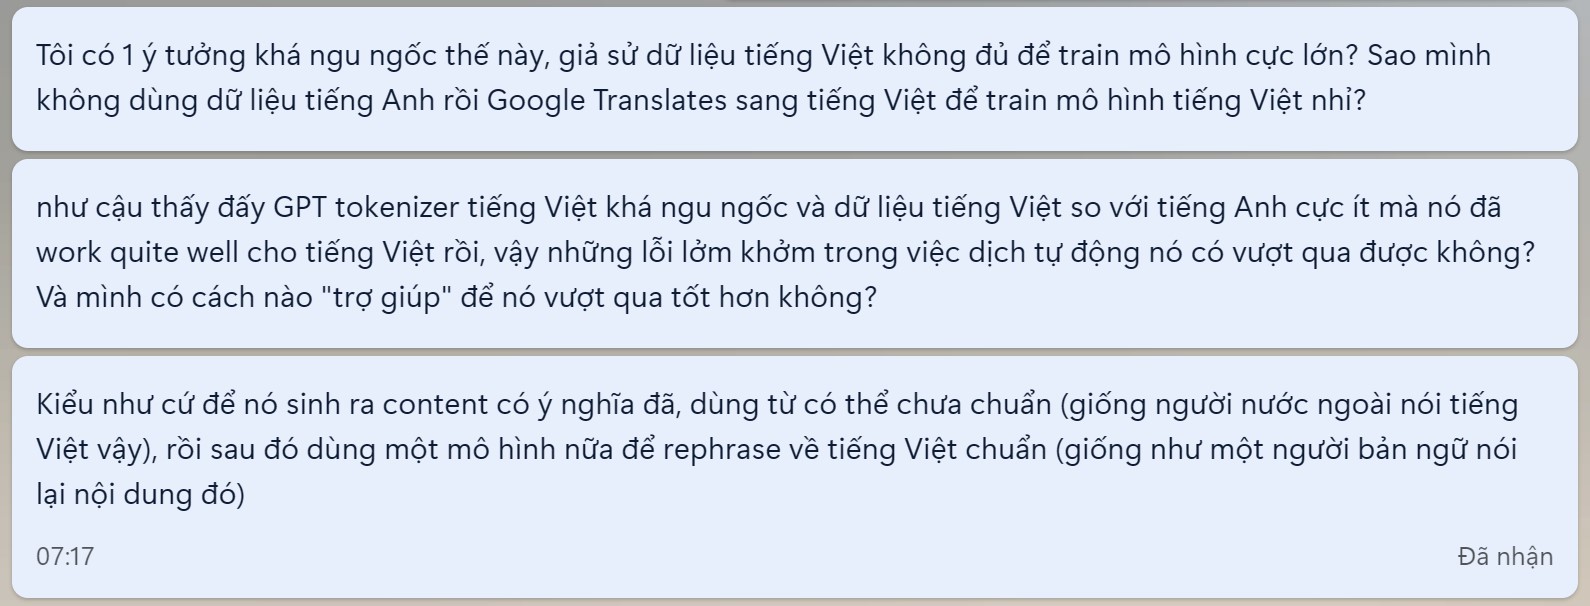 Tôi có 1 ý tưởng khá ngu ngốc thế này, giả sử dữ liệu tiếng Việt không đủ để train mô hình cực lớn? Sao mình
không dùng dữ liệu tiếng Anh rồi Google Translates sang tiếng Việt để train mô hình tiếng Việt nhỉ?
như cậu thấy đấy GPT tokenizer tiếng Việt khá ngu ngốc và dữ liệu tiếng Việt so với tiếng Anh cực ít mà nó đã
work quite well cho tiếng Việt rồi, vậy những lỗi lởm khởm trong việc dịch tự động nó có vượt qua được không?
Và mình có cách nào "trợ giúp" để nó vượt qua tốt hơn không?
Kiểu như cứ để nó sinh ra content có ý nghĩa đã, dùng từ có thể chưa chuẩn (giống người nước ngoài nói tiếng
Việt vậy), rồi sau đó dùng một mô hình nữa để rephrase về tiếng Việt chuẩn (giống như một người bản ngữ nói
lại nội dung đó)
07:17 Đã nhận